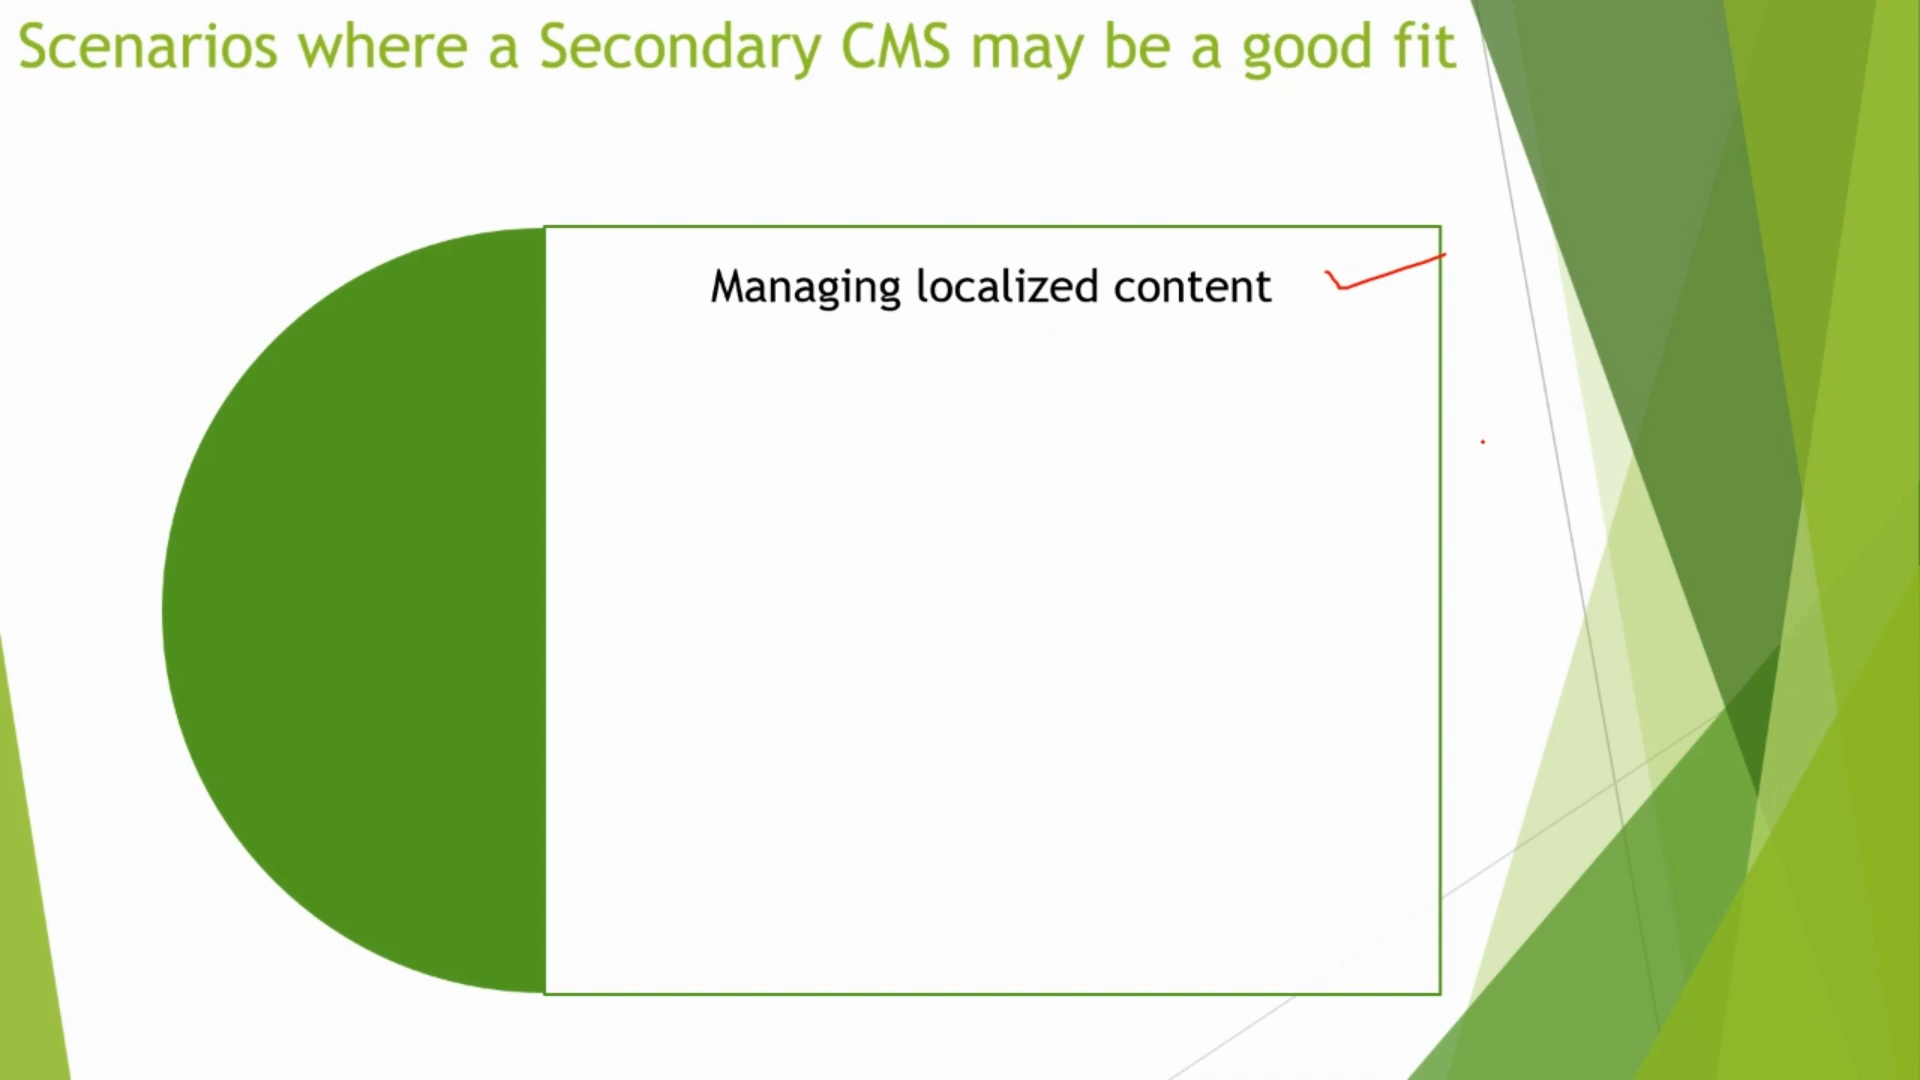 Scenarios where a Secondary CMS may be a good fit
Managing localized content